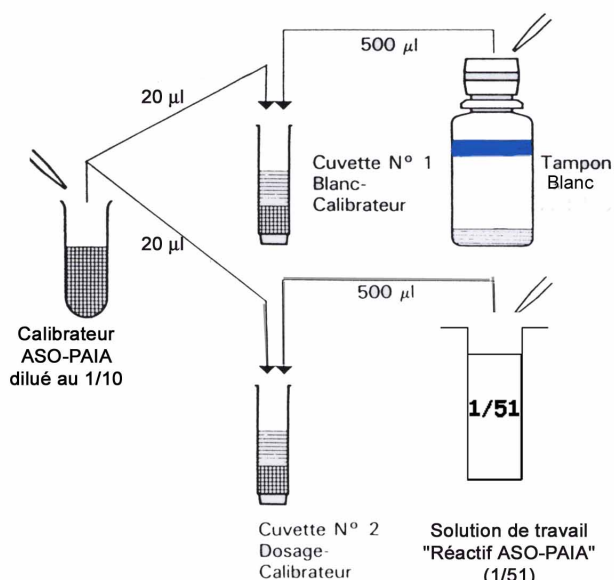 500 µl
20 µl
Cuvette N° 1
Blanc-
Calibrateur
Tampon
Blanc
20 µl
500 µl
Calibrateur
ASO-PAIA
dilué au 1/10
1/51
Cuvette N° 2
Dosage-
Calibrateur
Solution de travail
"Réactif ASO-PAIA"
(1/51)